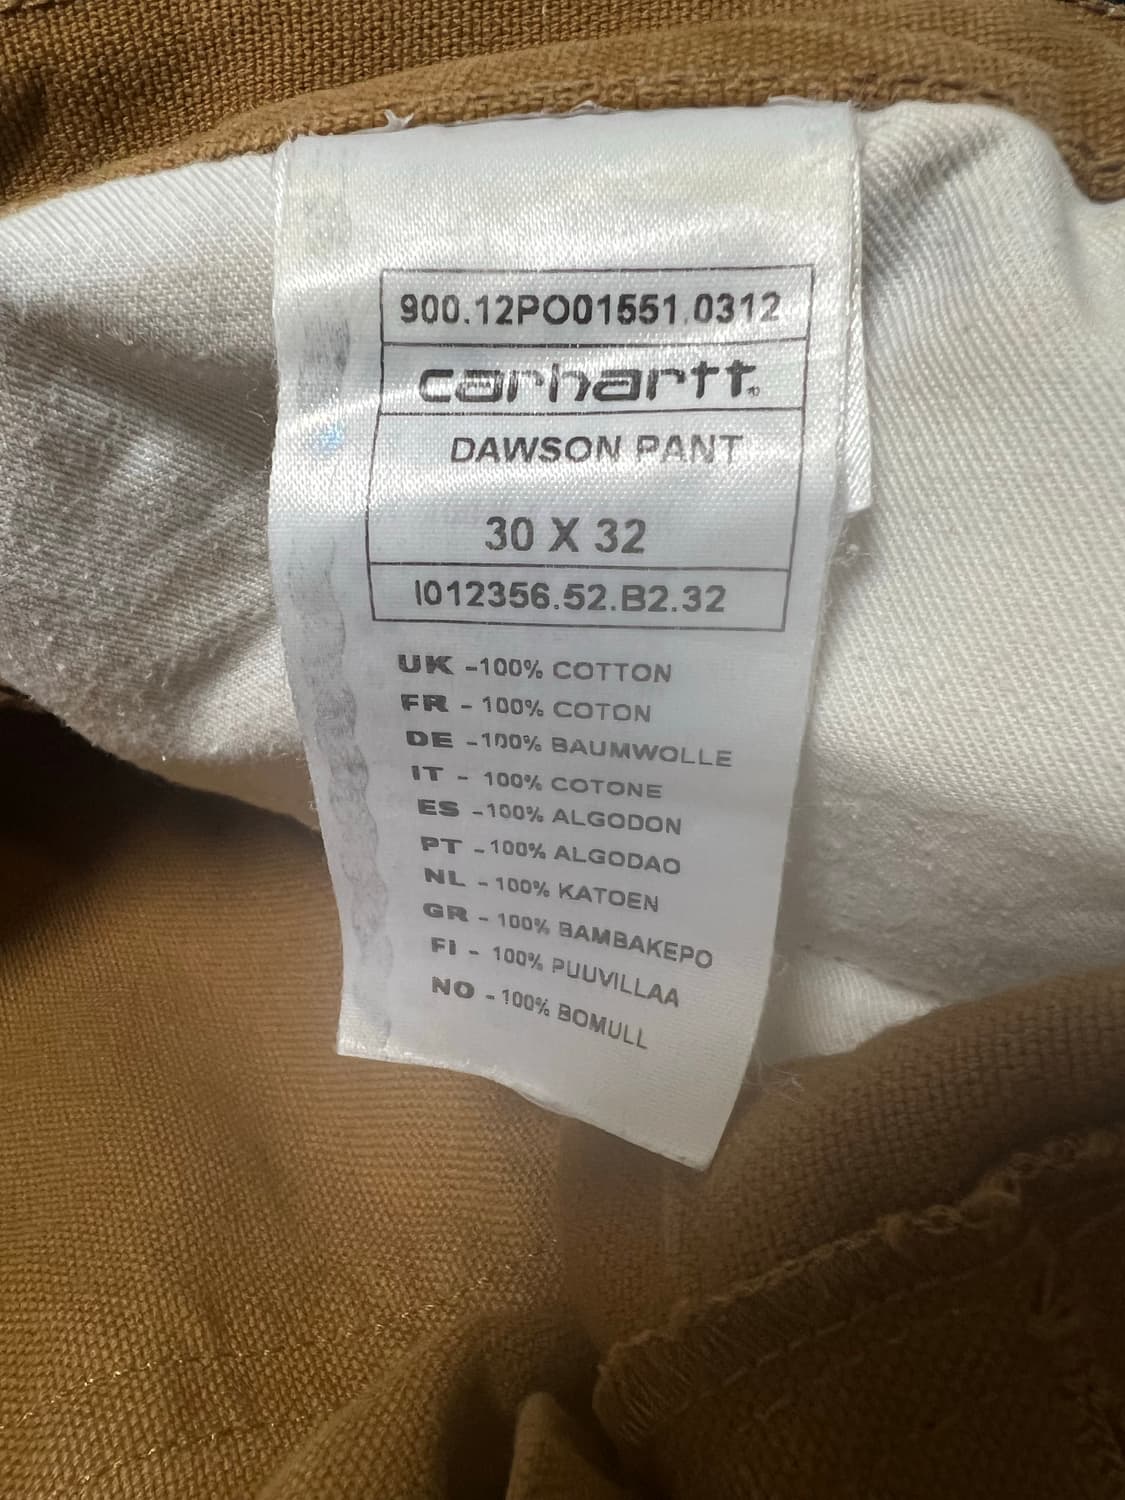 900.12PO01551.0312
carhartt®
DAWSON PANT
30 X 32
I012356.52.B2.32
UK -100% COTTON
FR - 100% COTON
DE -100% BAUMWOLLE
IT - 100% COTONE
ES -100% ALGODON
PT -100% ALGODAO
NL - 100% KATOEN
GR - 100% BAMBAKEPO
FI - 100% PUUVILLAA
NO -100% BOMULL